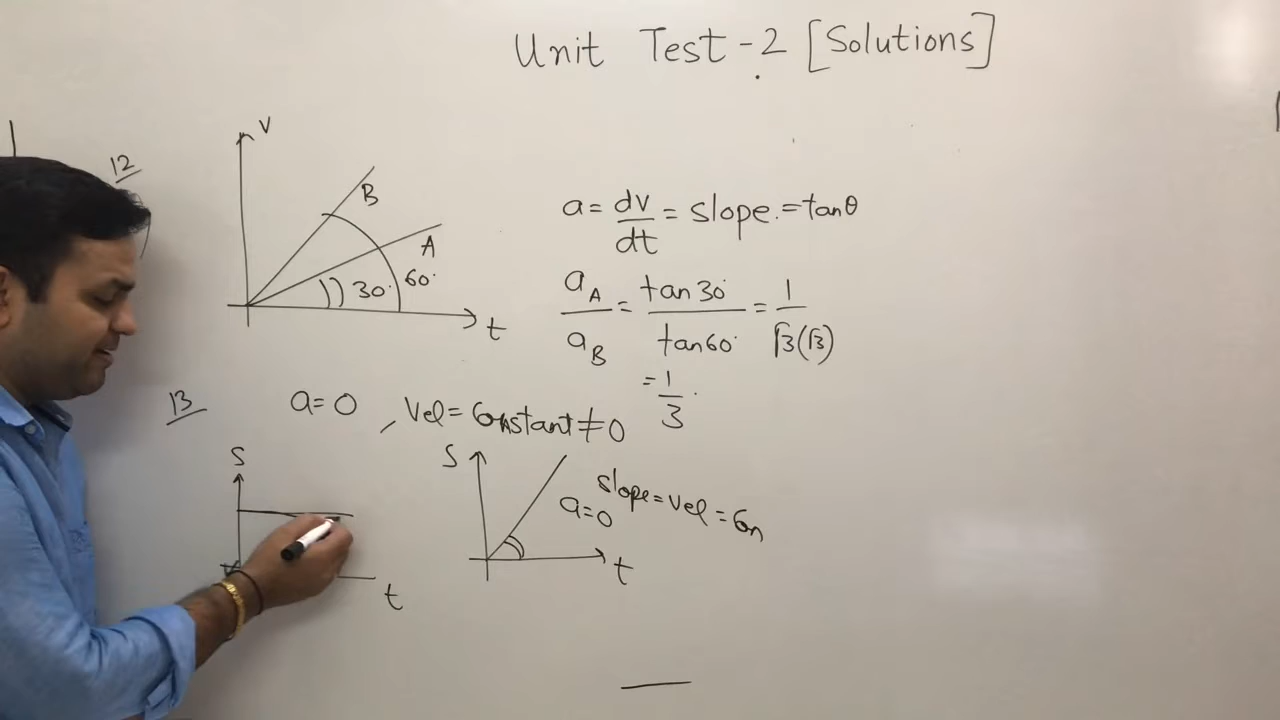 Unit Test-2 [Solutions]
12
v
B
A
30°
60°
t
a = dv/dt = slope. = tanθ
a_A/a_B = tan30°/tan60° = 1/√3(√3)
= 1/3.
13
a = 0, Vel = Constant ≠ 0
S
t
S
a = 0
slope = Vel = Con
t